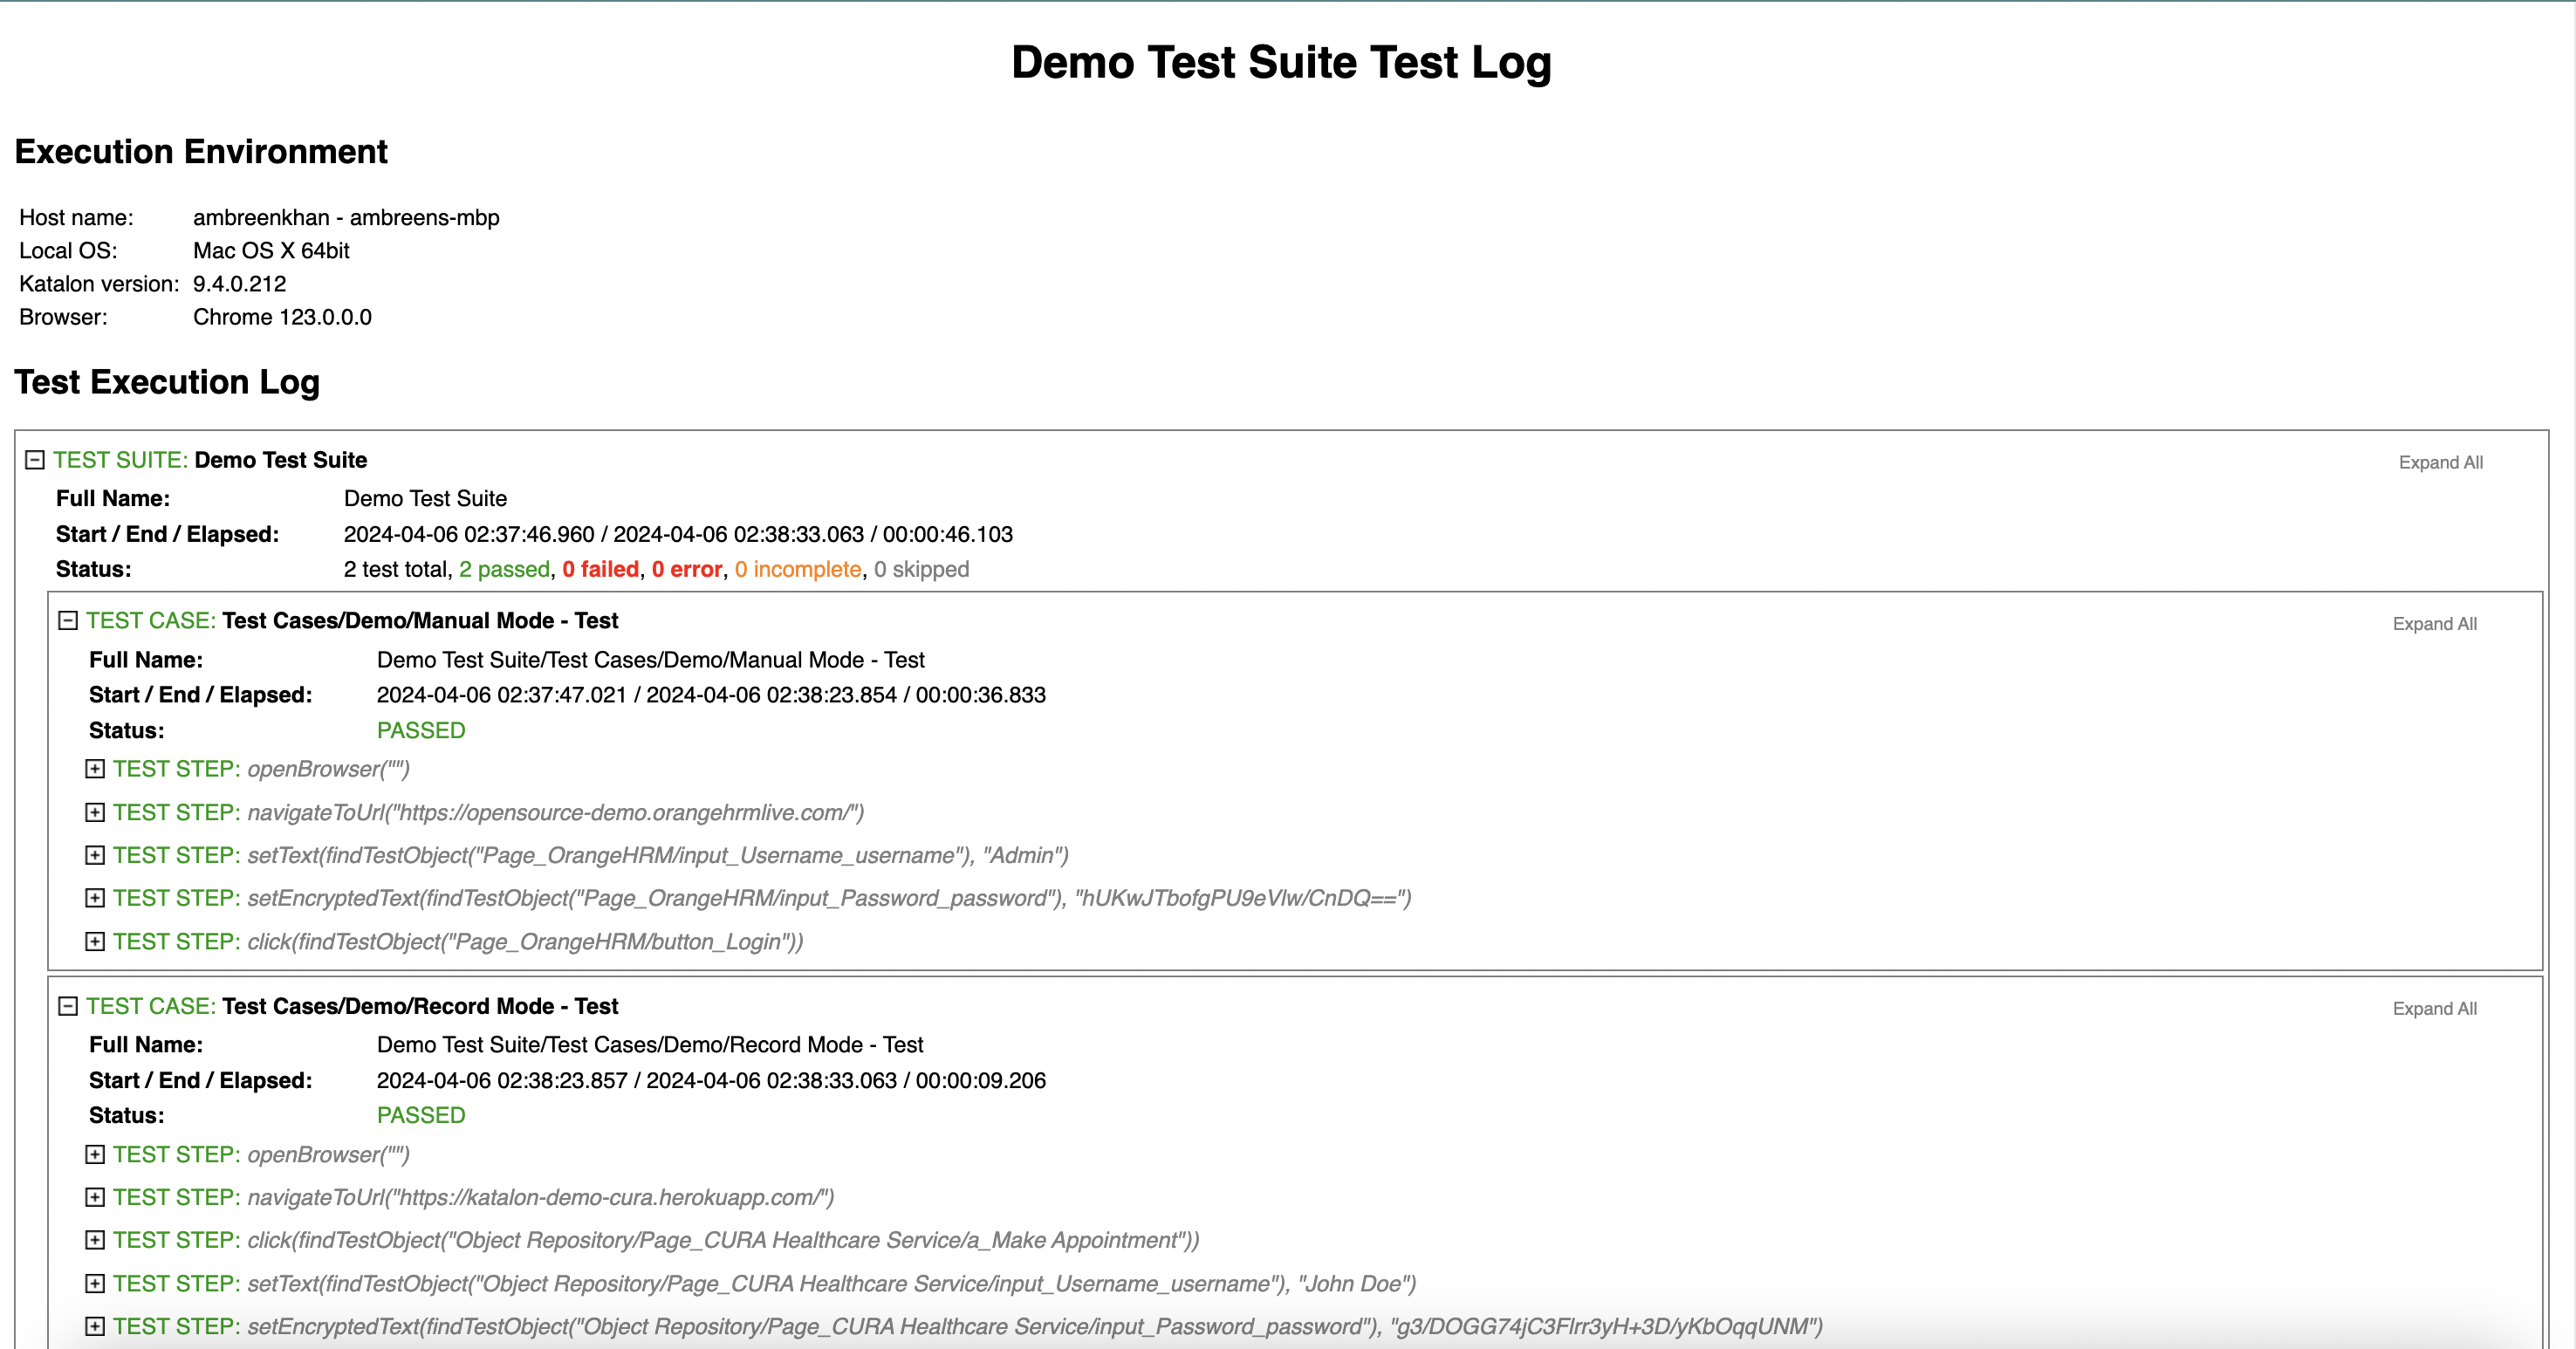 Demo Test Suite Test Log
Execution Environment
Host name: ambreenkhan - ambreens-mbp
Local OS: Mac OS X 64bit
Katalon version: 9.4.0.212
Browser: Chrome 123.0.0.0
Test Execution Log
TEST SUITE: Demo Test Suite Expand All
Full Name: Demo Test Suite
Start / End / Elapsed: 2024-04-06 02:37:46.960 / 2024-04-06 02:38:33.063 / 00:00:46.103
Status: 2 test total, 2 passed, 0 failed, 0 error, 0 incomplete, 0 skipped
TEST CASE: Test Cases/Demo/Manual Mode - Test Expand All
Full Name: Demo Test Suite/Test Cases/Demo/Manual Mode - Test
Start / End / Elapsed: 2024-04-06 02:37:47.021 / 2024-04-06 02:38:23.854 / 00:00:36.833
Status: PASSED
TEST STEP: openBrowser("")
TEST STEP: navigateToUrl("https://opensource-demo.orangehrmlive.com/")
TEST STEP: setText(findTestObject("Page_OrangeHRM/input_Username_username"), "Admin")
TEST STEP: setEncryptedText(findTestObject("Page_OrangeHRM/input_Password_password"), "hUKwJTbofgPU9eVlw/CnDQ==")
TEST STEP: click(findTestObject("Page_OrangeHRM/button_Login"))
TEST CASE: Test Cases/Demo/Record Mode - Test Expand All
Full Name: Demo Test Suite/Test Cases/Demo/Record Mode - Test
Start / End / Elapsed: 2024-04-06 02:38:23.857 / 2024-04-06 02:38:33.063 / 00:00:09.206
Status: PASSED
TEST STEP: openBrowser("")
TEST STEP: navigateToUrl("https://katalon-demo-cura.herokuapp.com/")
TEST STEP: click(findTestObject("Object Repository/Page_CURA Healthcare Service/a_Make Appointment"))
TEST STEP: setText(findTestObject("Object Repository/Page_CURA Healthcare Service/input_Username_username"), "John Doe")
TEST STEP: setEncryptedText(findTestObject("Object Repository/Page_CURA Healthcare Service/input_Password_password"), "g3/DOGG74jC3Flrr3yH+3D/yKbOqqUNM")